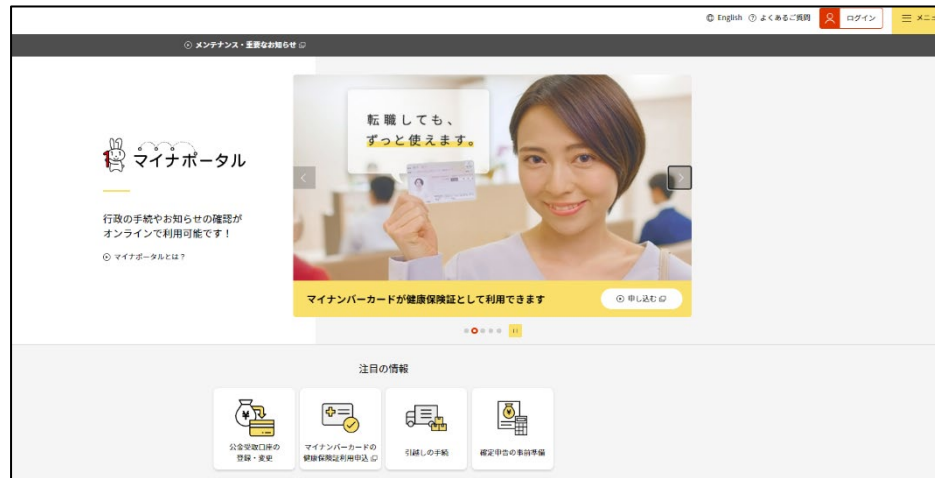 English
よくあるご質問
ログイン
メニュ
メンテナンス・重要なお知らせ
転職しても、
ずっと使えます。
マイナポータル
行政の手続やお知らせの確認が
オンラインで利用可能です！
マイナポータルとは？
マイナンバーカードが健康保険証として利用できます
申し込む
注目の情報
公金受取口座の
登録・変更
マイナンバーカードの
健康保険証利用申込
引越しの手続
確定申告の事前準備